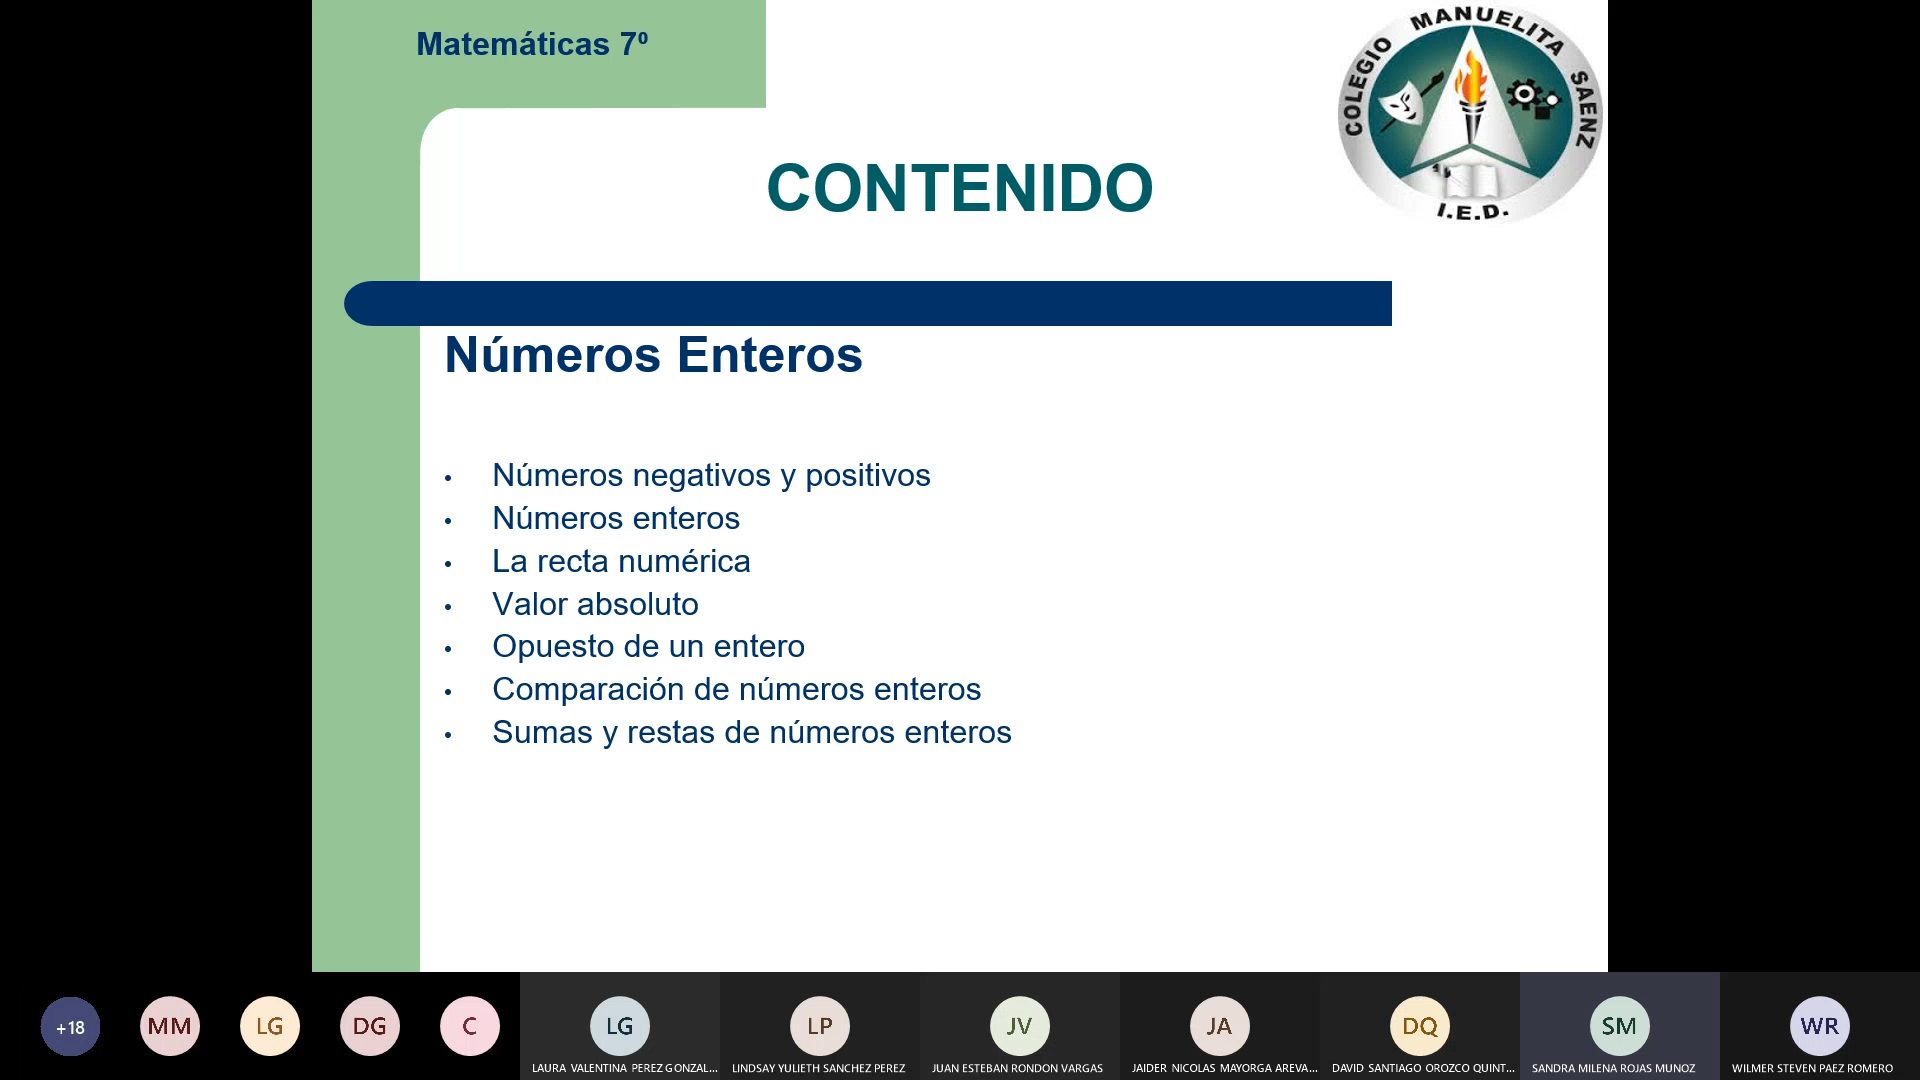 Matemáticas 7º
COLEGIO MANUELITA SAENZ
I.E.D.
CONTENIDO
Números Enteros
• Números negativos y positivos
• Números enteros
• La recta numérica
• Valor absoluto
• Opuesto de un entero
• Comparación de números enteros
• Sumas y restas de números enteros
+18
MM
LG
DG
C
LG
LP
JV
JA
DQ
SM
WR
LAURA VALENTINA PEREZ GONZAL...
LINDSAY YULIETH SANCHEZ PEREZ
JUAN ESTEBAN RONDON VARGAS
JAIDER NICOLAS MAYORGA AREVA...
DAVID SANTIAGO OROZCO QUINT...
SANDRA MILENA ROJAS MUNOZ
WILMER STEVEN PAEZ ROMERO